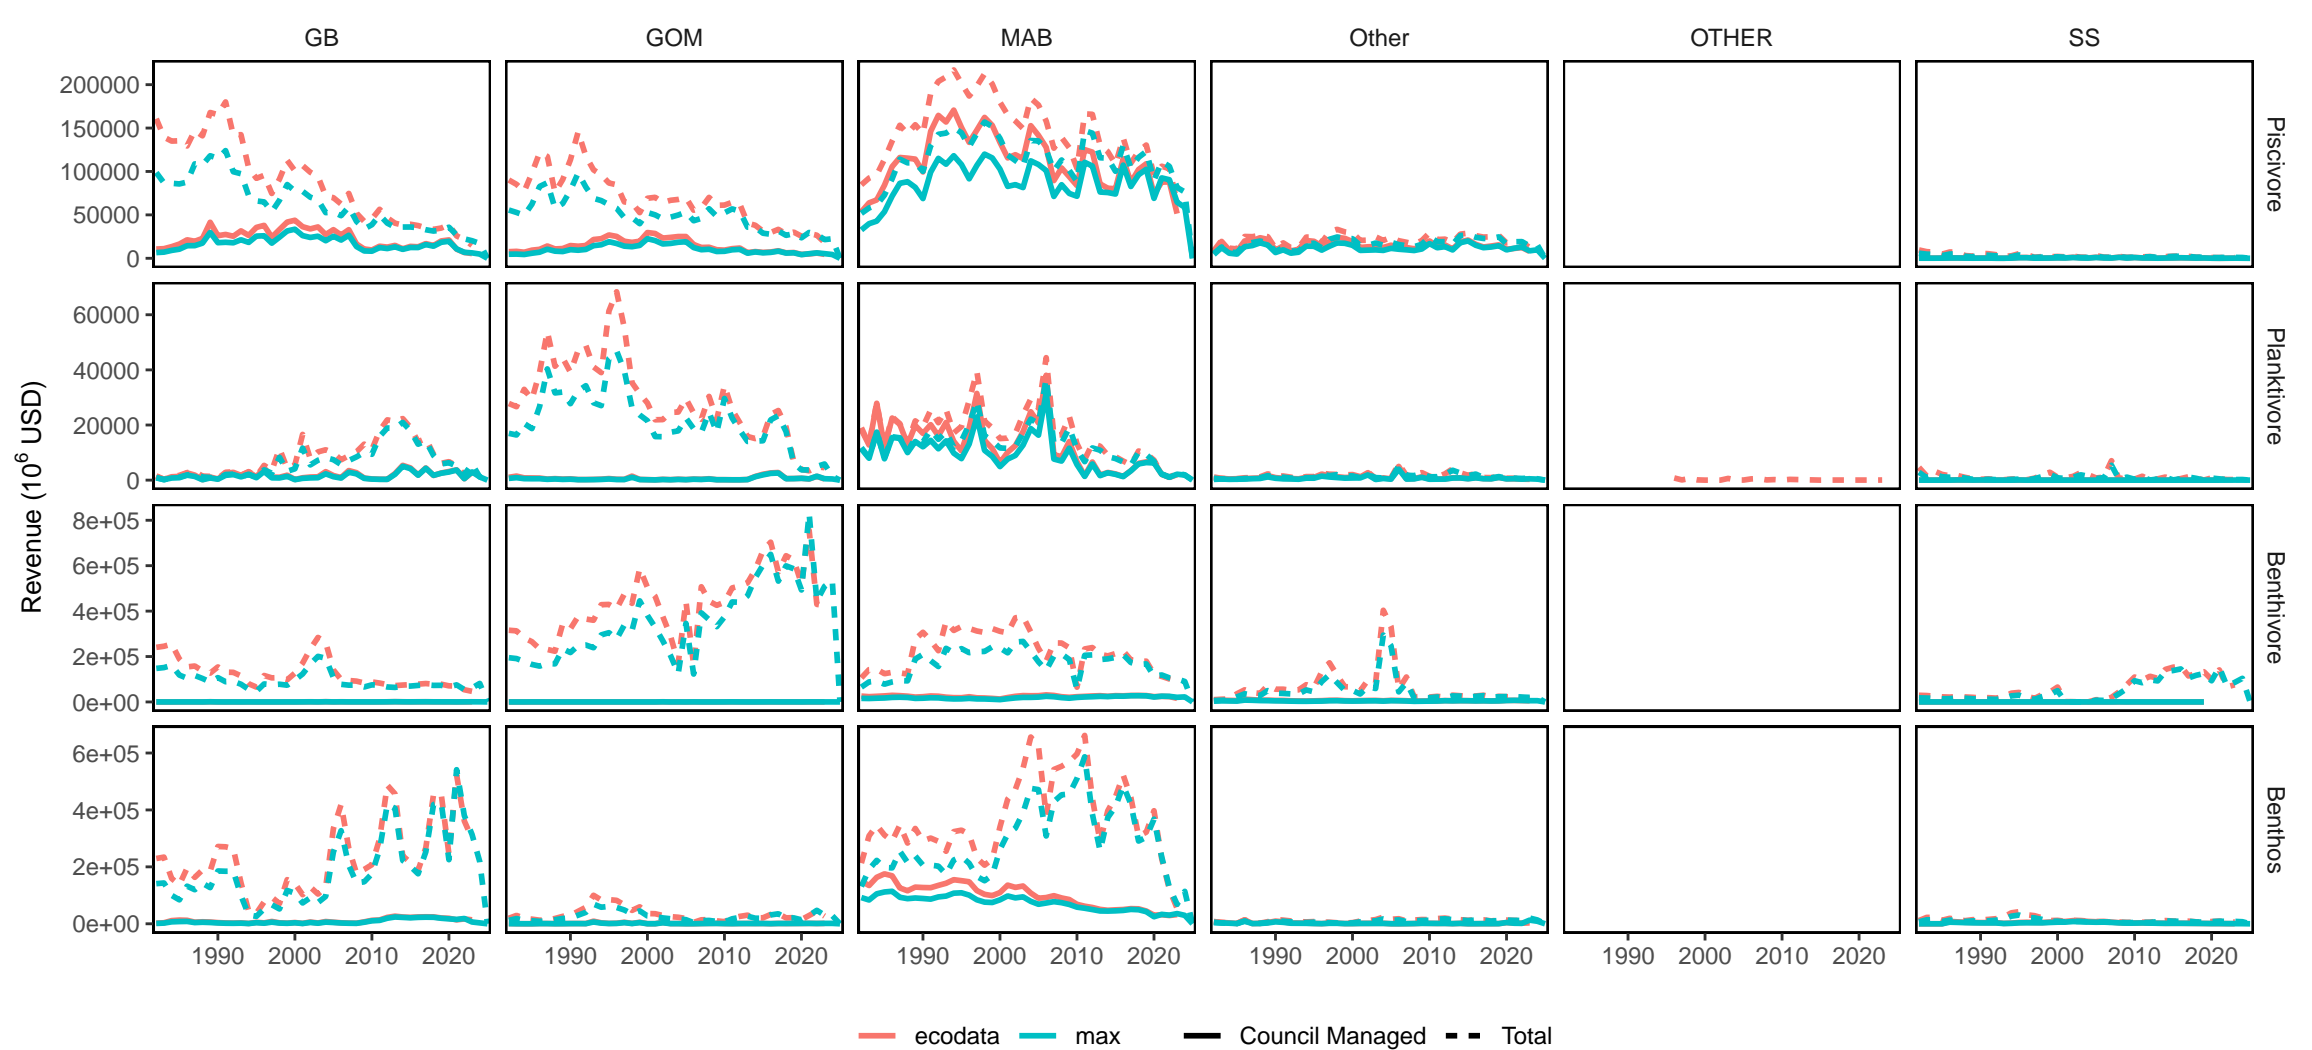 GB GOM MAB Other OTHER SS
200000
150000
100000
50000
0
Piscivore
60000
40000
20000
0
Planktivore
Revenue (10⁶ USD)
8e+05
6e+05
4e+05
2e+05
0e+00
Benthivore
6e+05
4e+05
2e+05
0e+00
Benthos
1990 2000 2010 2020 1990 2000 2010 2020 1990 2000 2010 2020 1990 2000 2010 2020 1990 2000 2010 2020 1990 2000 2010 2020
ecodata max Council Managed Total